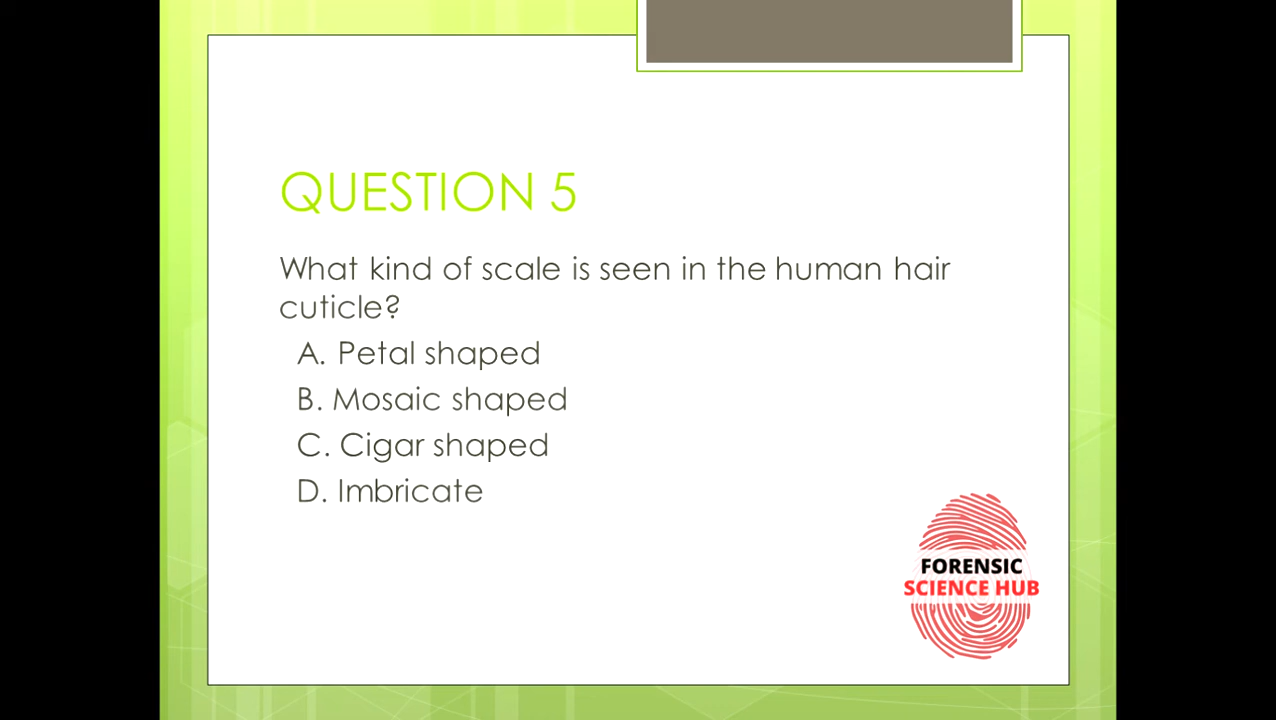 QUESTION 5
What kind of scale is seen in the human hair
cuticle?
A. Petal shaped
B. Mosaic shaped
C. Cigar shaped
D. Imbricate
FORENSIC
SCIENCE HUB